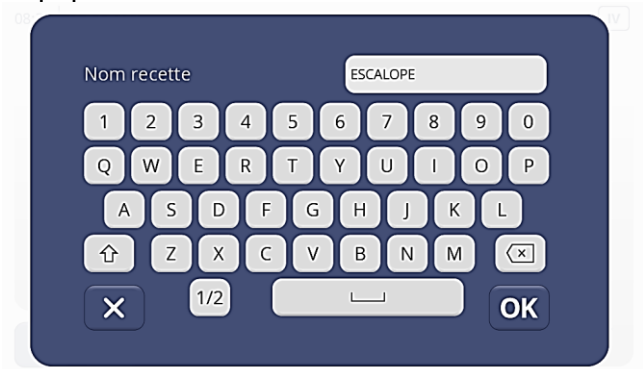 Nom recette ESCALOPE
1 2 3 4 5 6 7 8 9 0
Q W E R T Y U I O P
A S D F G H J K L
Z X C V B N M
1/2 OK